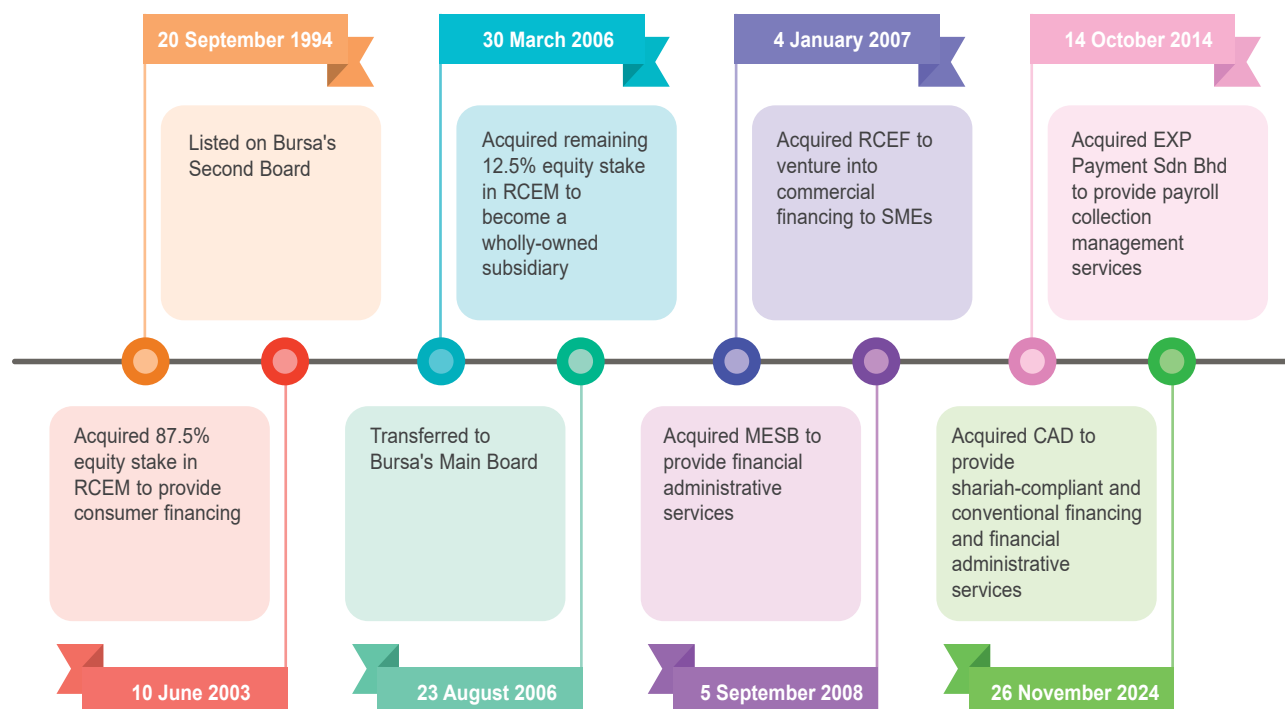 20 September 1994
Listed on Bursa's
Second Board
10 June 2003
Acquired 87.5%
equity stake in
RCEM to provide
consumer financing
30 March 2006
Acquired remaining
12.5% equity stake
in RCEM to
become a
wholly-owned
subsidiary
23 August 2006
Transferred to
Bursa's Main Board
4 January 2007
Acquired RCEF to
venture into
commercial
financing to SMEs
5 September 2008
Acquired MESB to
provide financial
administrative
services
14 October 2014
Acquired EXP
Payment Sdn Bhd
to provide payroll
collection
management
services
26 November 2024
Acquired CAD to
provide
shariah-compliant and
conventional financing
and financial
administrative
services